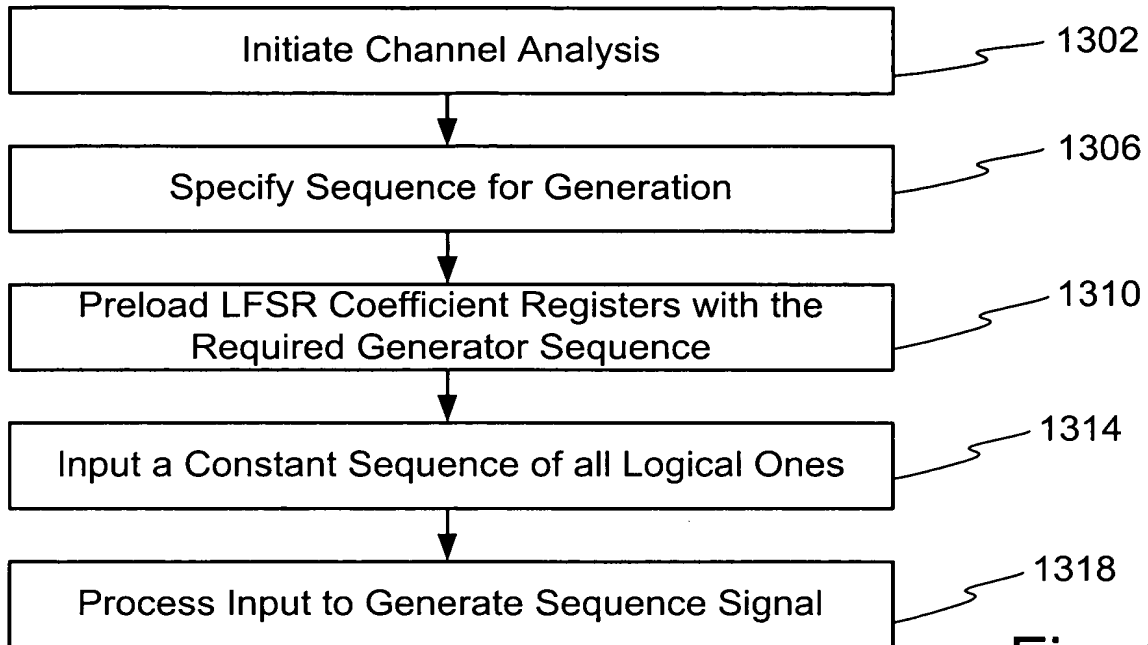 Initiate Channel Analysis
1302
Specify Sequence for Generation
1306
Preload LFSR Coefficient Registers with the
Required Generator Sequence
1310
Input a Constant Sequence of all Logical Ones
1314
Process Input to Generate Sequence Signal
1318